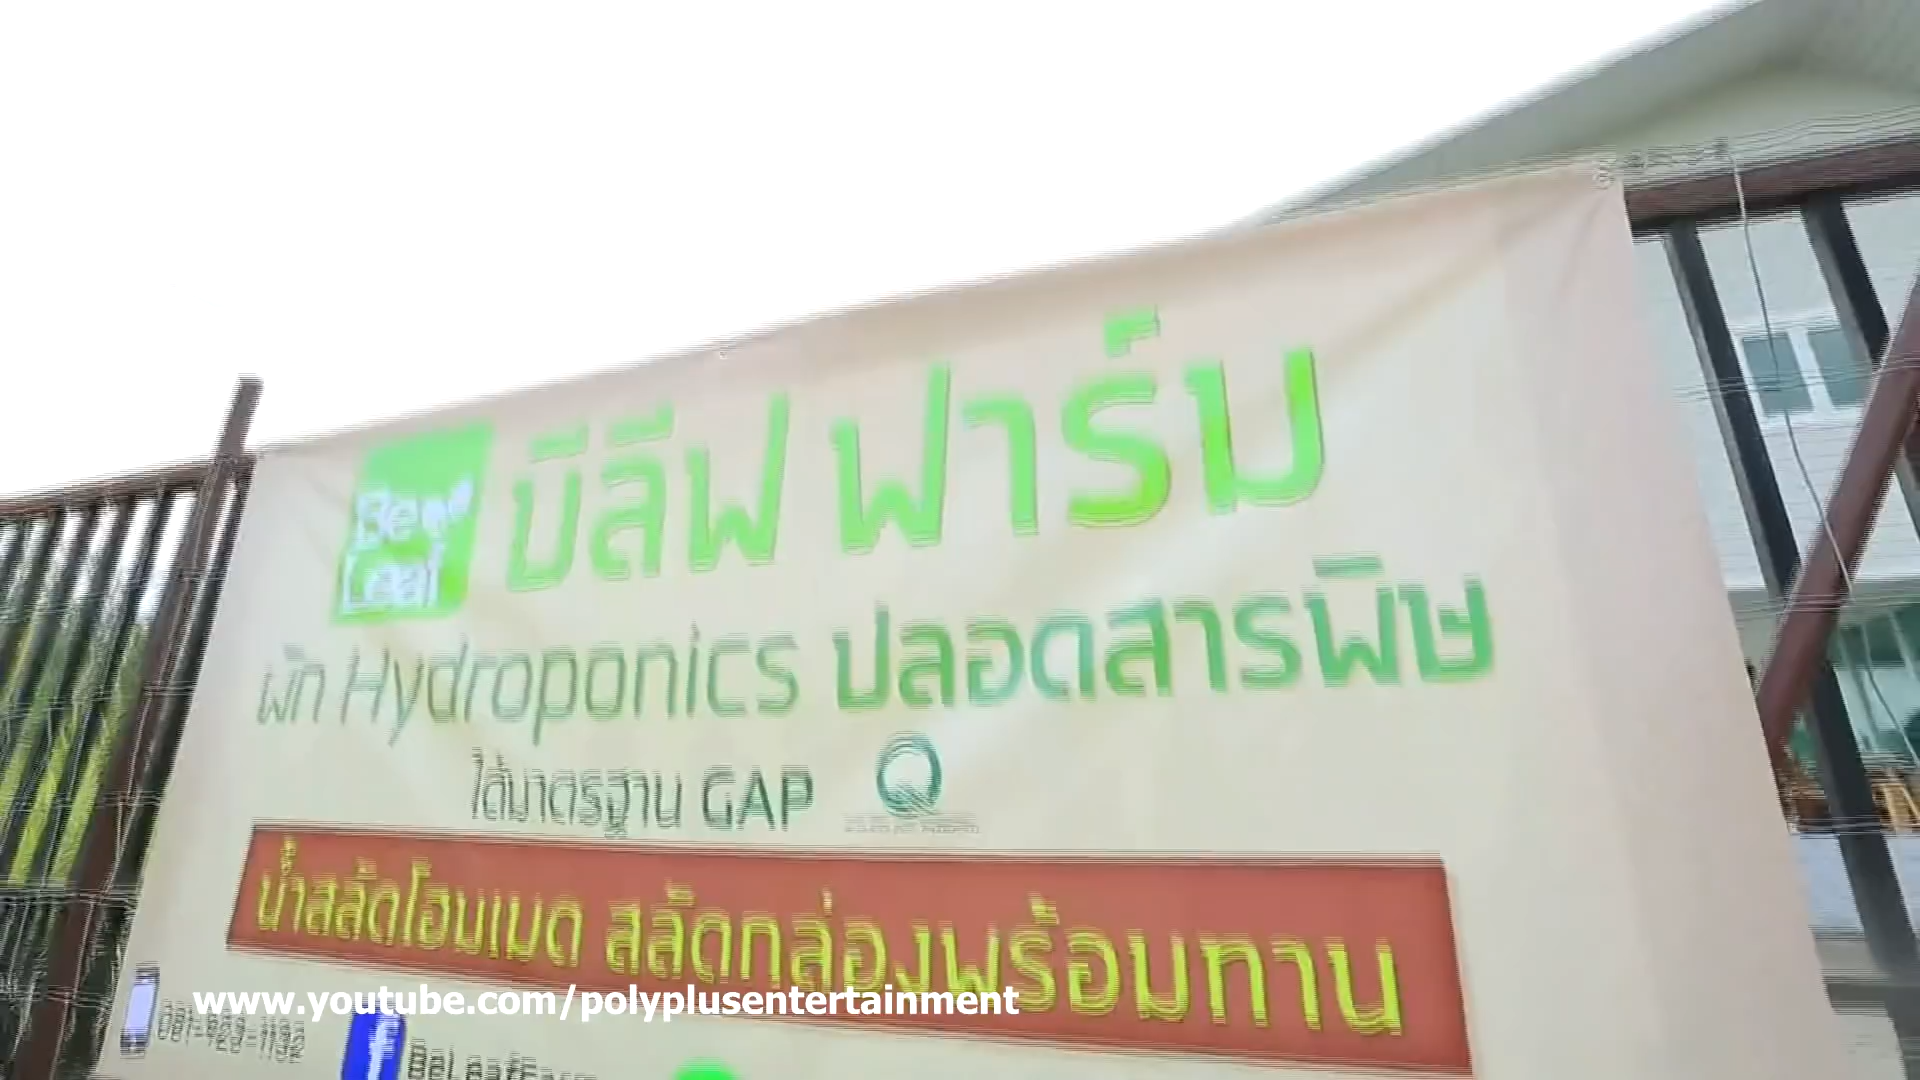 Be Leaf
บีลีฟ ฟาร์ม
ผัก Hydroponics ปลอดสารพิษ
ได้มาตรฐาน GAP Q
น้ำสลัดโฮมเมด สลัดกล่องพร้อมทาน
www.youtube.com/polyplusentertainment
f BeLeafFarm